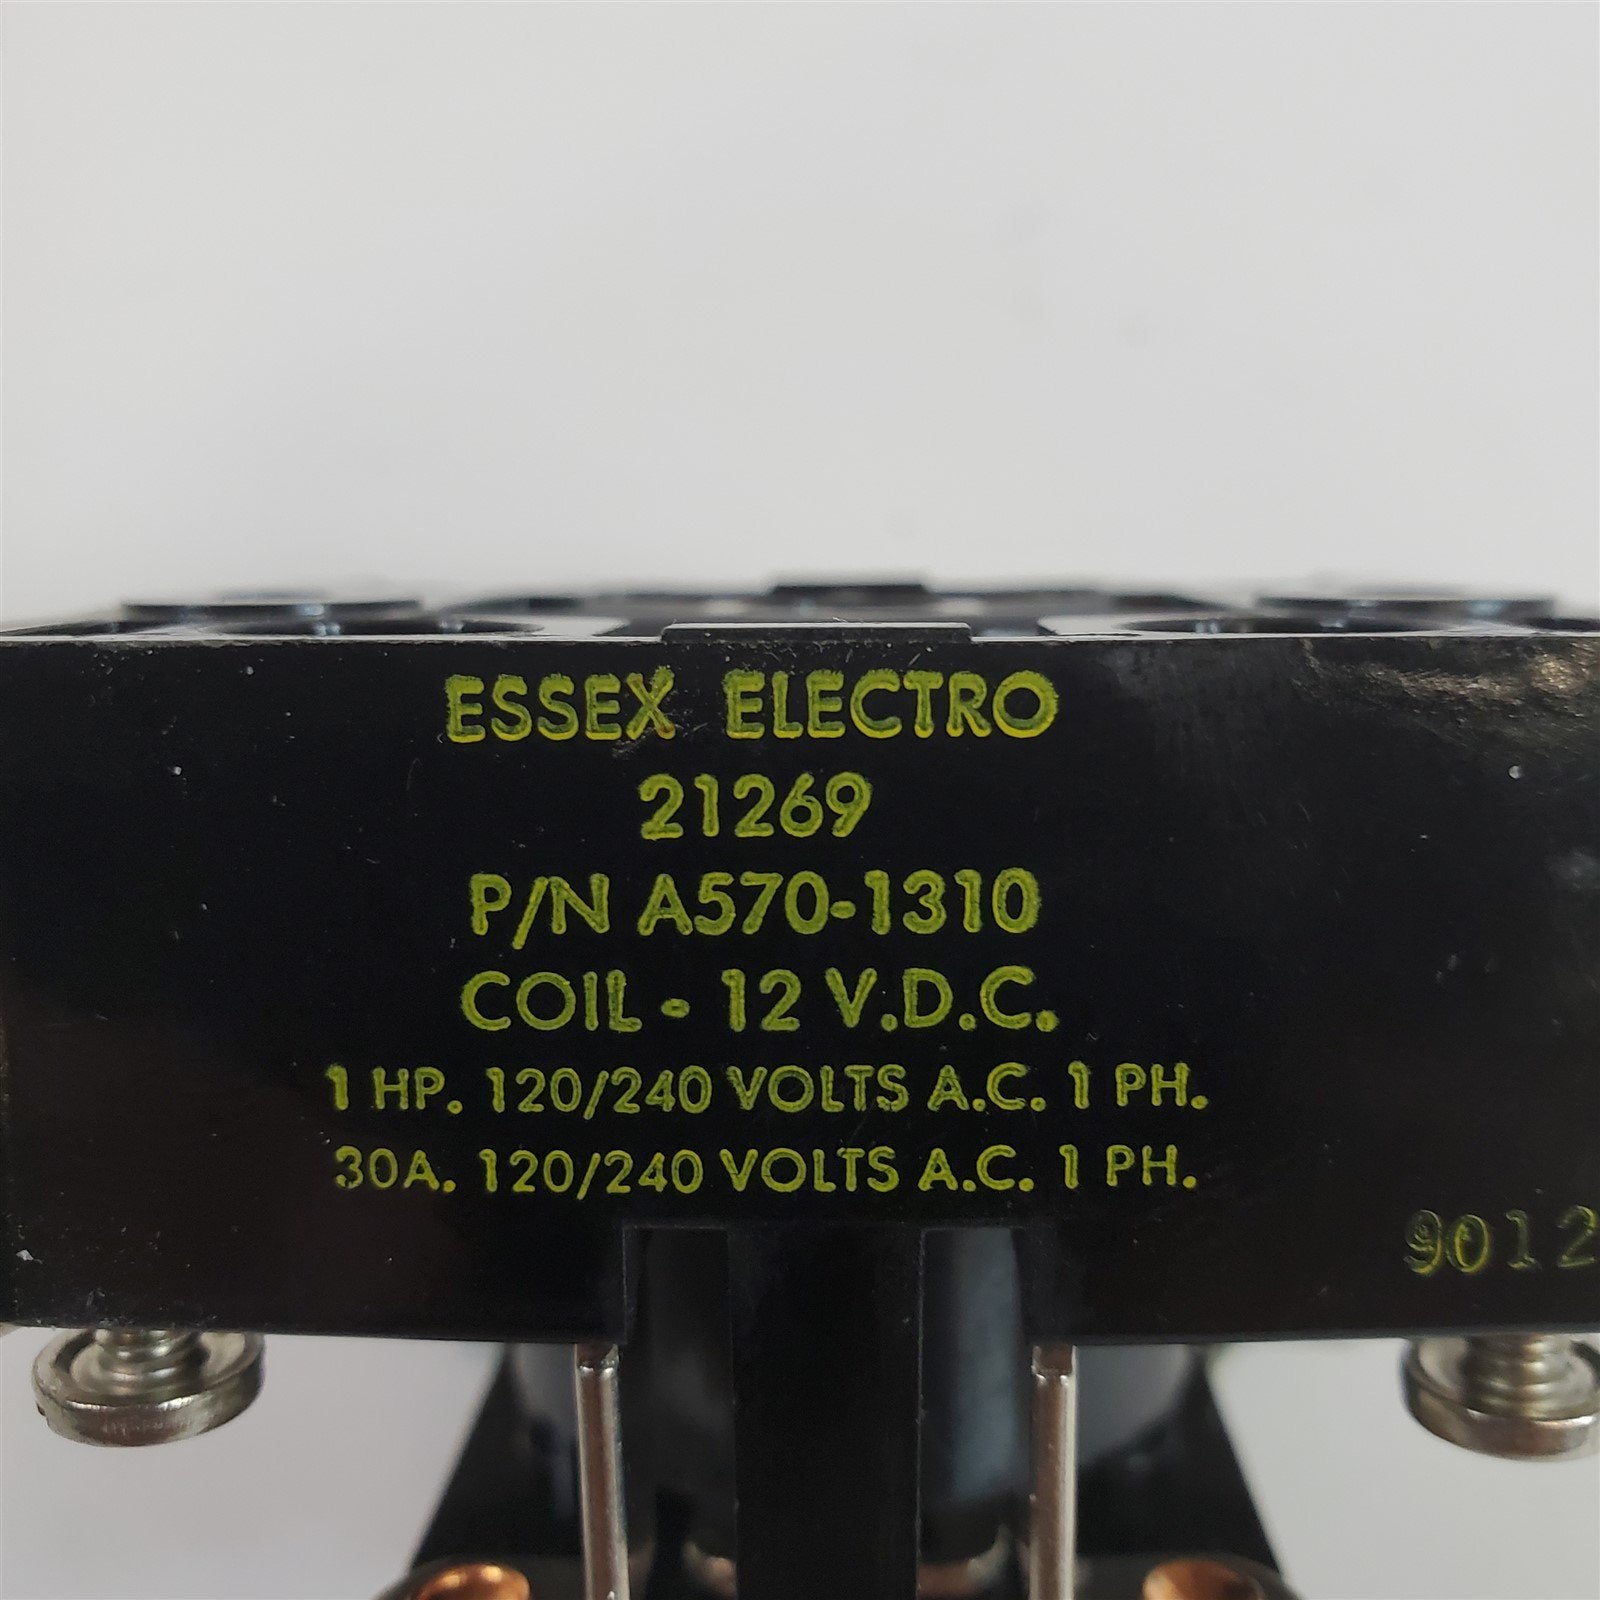 ESSEX ELECTRO
21269
P/N A570-1310
COIL - 12 V.D.C.
1 HP. 120/240 VOLTS A.C. 1 PH.
30A. 120/240 VOLTS A.C. 1 PH.
9012